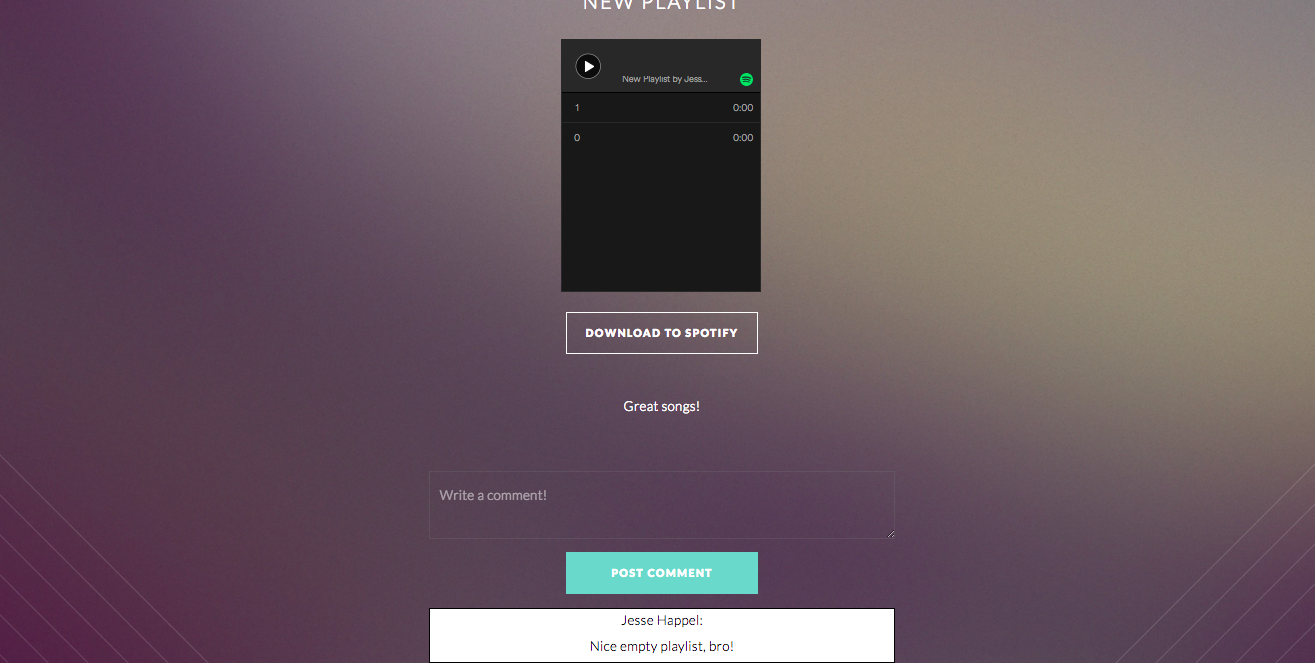 NEW PLAYLIST
New Playlist by Jess...
1 0:00
0 0:00
DOWNLOAD TO SPOTIFY
Great songs!
Write a comment!
POST COMMENT
Jesse Happel:
Nice empty playlist, bro!